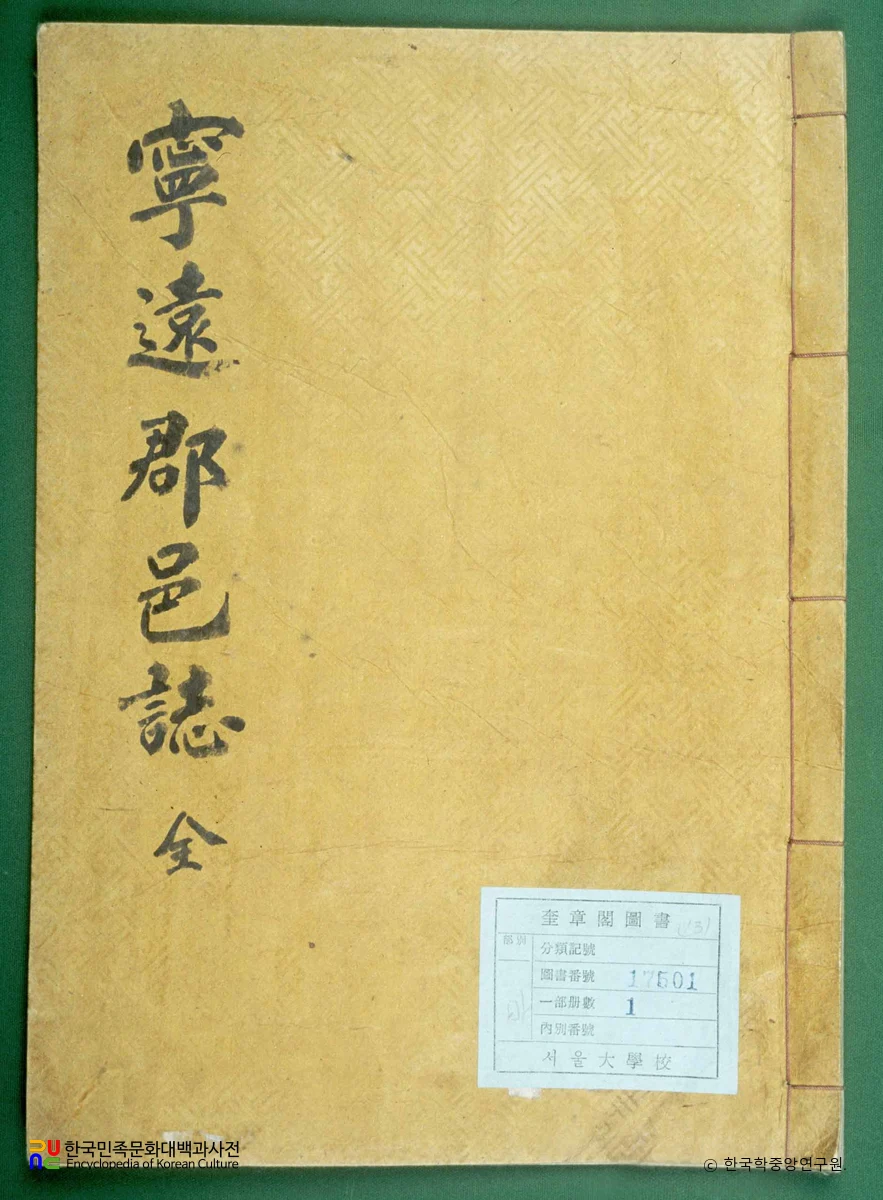 寧遠郡邑誌 全
奎章閣圖書 (13)
部別
分類記號
圖書番號 17501
一部冊數 1
內別番號
서울大學校
한국민족문화대백과사전
Encyclopedia of Korean Culture
© 한국학중앙연구원